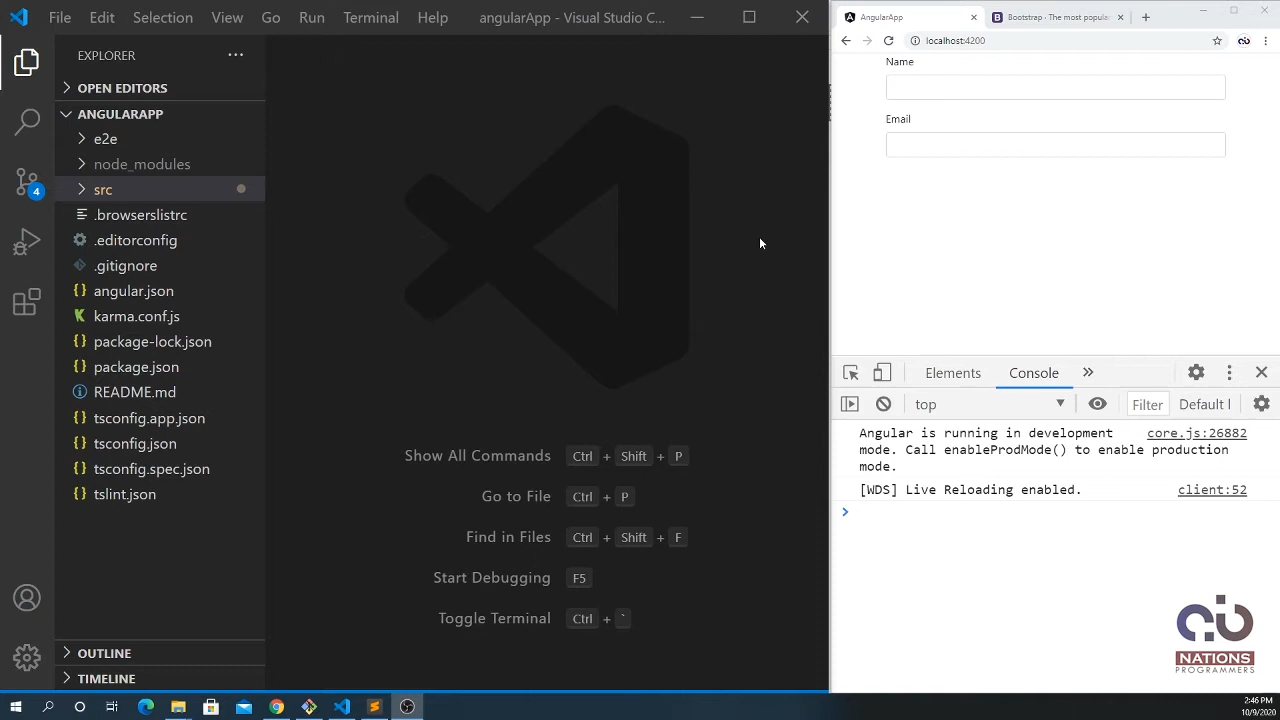 File Edit Selection View Go Run Terminal Help angularApp - Visual Studio C...
EXPLORER
OPEN EDITORS
ANGULARAPP
e2e
node_modules
src
.browserslistrc
.editorconfig
.gitignore
angular.json
karma.conf.js
package-lock.json
package.json
README.md
tsconfig.app.json
tsconfig.json
tsconfig.spec.json
tslint.json
OUTLINE
TIMELINE
4
Show All Commands Ctrl + Shift + P
Go to File Ctrl + P
Find in Files Ctrl + Shift + F
Start Debugging F5
Toggle Terminal Ctrl + `
AngularApp
Bootstrap · The most popula
localhost:4200
Name
Email
Elements Console
top Filter Default l
Angular is running in development core.js:26882
mode. Call enableProdMode() to enable production
mode.
[WDS] Live Reloading enabled. client:52
NATIONS
PROGRAMMERS
2:46 PM
10/9/2020